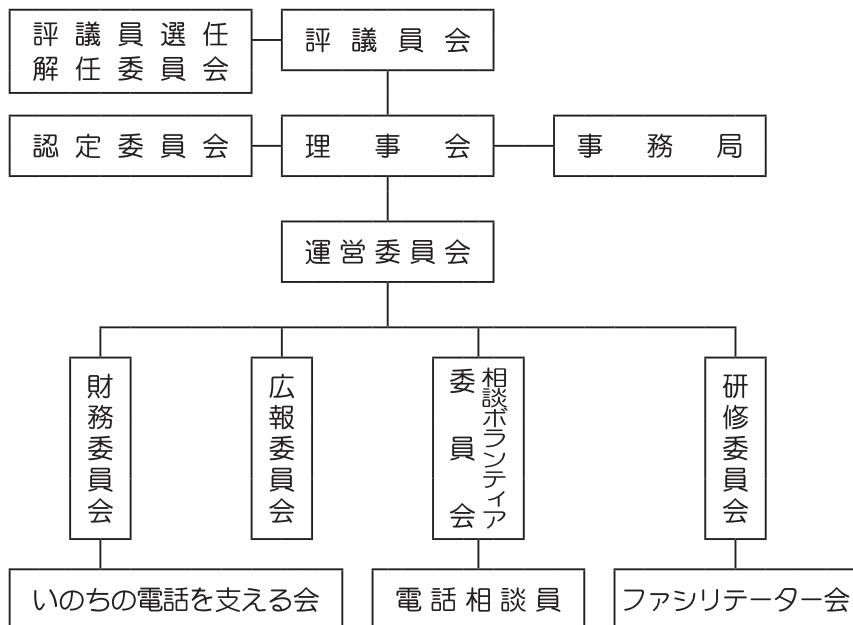 評議員選任
解任委員会
評議員会
認定委員会
理事会
事務局
運営委員会
財務委員会
広報委員会
相談ボランティア
委員会
研修委員会
いのちの電話を支える会
電話相談員
ファシリテーター会